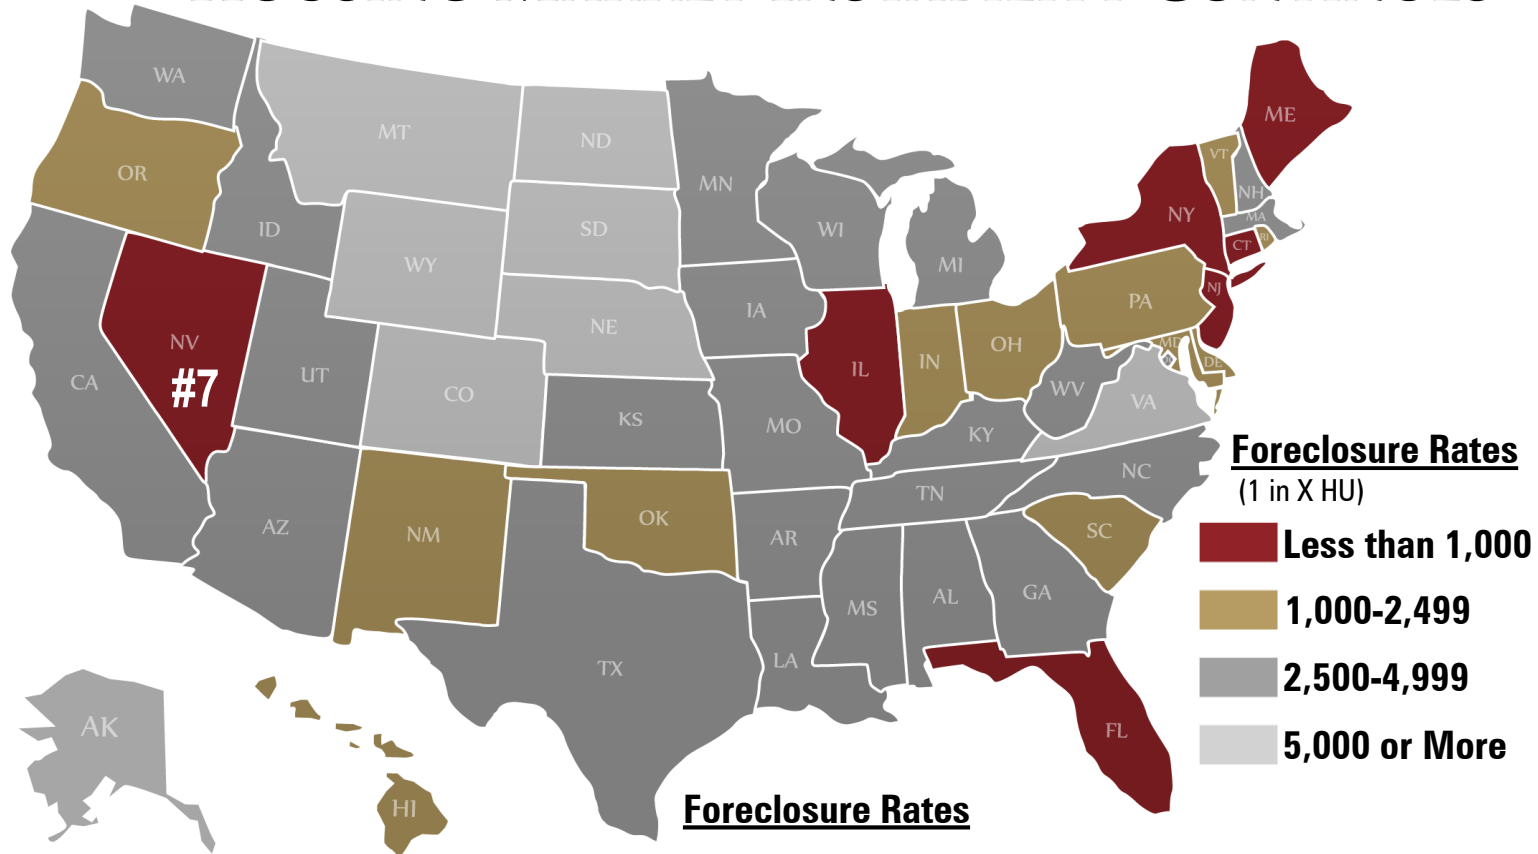 WA
MT
ND
MN
ME
OR
ID
SD
WI
MI
VT
NH
NY
MA
CT
RI
WY
IA
NE
PA
NJ
NV
#7
CA
UT
CO
KS
MO
IL
IN
OH
MD
DE
WV
VA
KY
Foreclosure Rates
(1 in X HU)
NC
TN
AZ
NM
OK
AR
SC
Less than 1,000
MS
AL
GA
1,000-2,499
TX
LA
2,500-4,999
AK
FL
5,000 or More
HI
Foreclosure Rates